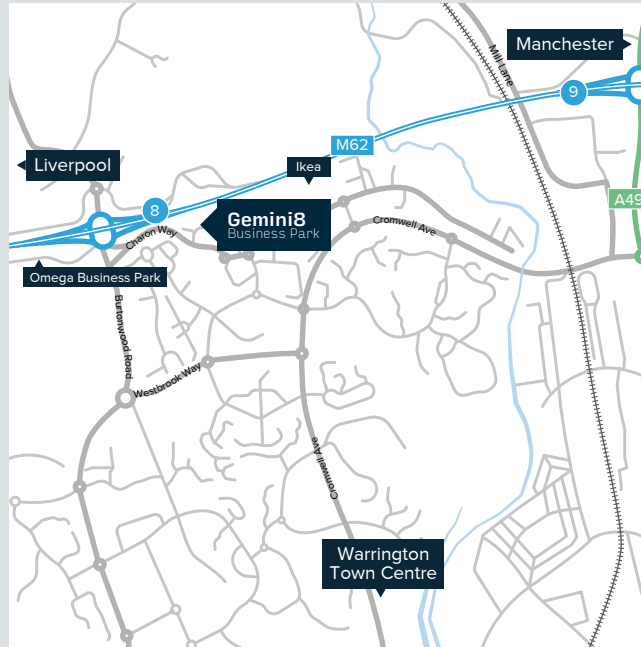 Manchester
Mill Lane
9
M62
Liverpool
Ikea
A49
8
Gemini8
Business Park
Cromwell Ave
Charon Way
Omega Business Park
Burtonwood Road
Westbrook Way
Cromwell Ave
Warrington
Town Centre